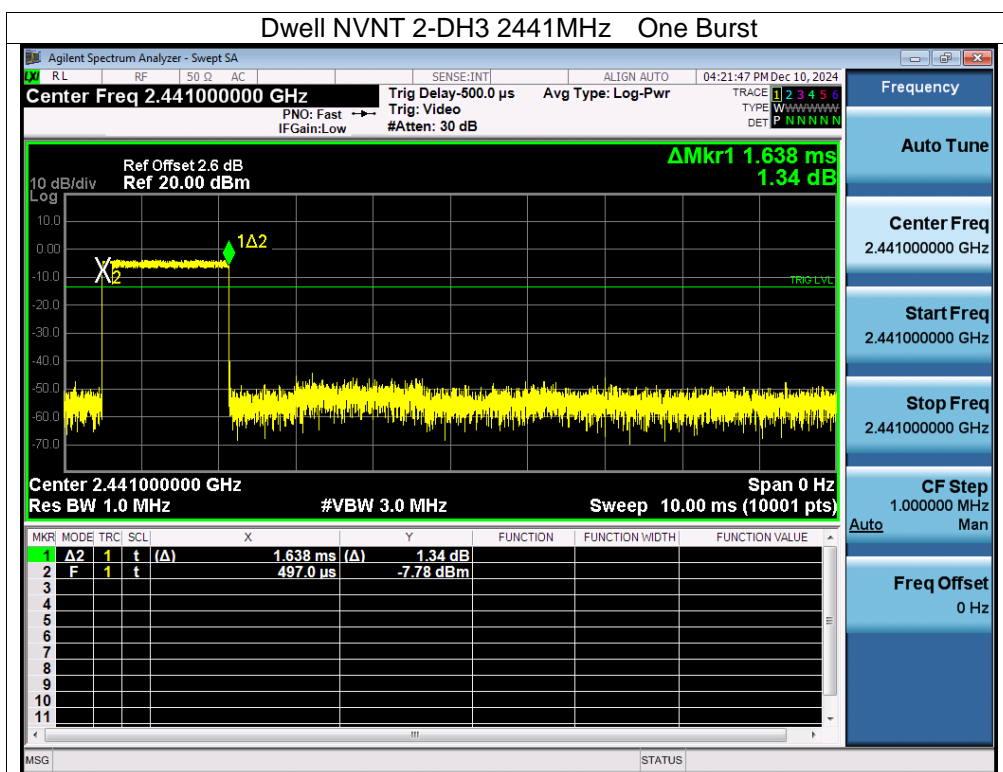 Dwell NVNT 2-DH3 2441MHz One Burst
Agilent Spectrum Analyzer - Swept SA
LXI RL RF 50 Ω AC SENSE:INT ALIGN AUTO 04:21:47 PM Dec 10, 2024
Center Freq 2.441000000 GHz Trig Delay-500.0 µs Avg Type: Log-Pwr TRACE 1 2 3 4 5 6
PNO: Fast Trig: Video TYPE WWWWWW
IFGain:Low #Atten: 30 dB DET P N N N N N
ΔMkr1 1.638 ms
1.34 dB
Ref Offset 2.6 dB
10 dB/div Ref 20.00 dBm
Log
10.0
0.00
1Δ2
-10.0
2
TRIG LVL
-20.0
-30.0
-40.0
-50.0
-60.0
-70.0
Center 2.441000000 GHz Span 0 Hz
Res BW 1.0 MHz #VBW 3.0 MHz Sweep 10.00 ms (10001 pts)
MKR MODE TRC SCL X Y FUNCTION FUNCTION WIDTH FUNCTION VALUE
1 Δ2 1 t (Δ) 1.638 ms (Δ) 1.34 dB
2 F 1 t 497.0 µs -7.78 dBm
3
4
5
6
7
8
9
10
11
MSG STATUS
Frequency
Auto Tune
Center Freq
2.441000000 GHz
Start Freq
2.441000000 GHz
Stop Freq
2.441000000 GHz
CF Step
1.000000 MHz
Auto Man
Freq Offset
0 Hz